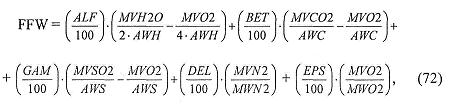 FFW = (ALF/100)·(MVH2O/2·AWH − MVO2/4·AWH) + (BET/100)·(MVCO2/AWC − MVO2/AWC) +
+ (GAM/100)·(MVSO2/AWS − MVO2/AWS) + (DEL/100)·(MVN2/MWN2) + (EPS/100)·(MVO2/MWO2), (72)